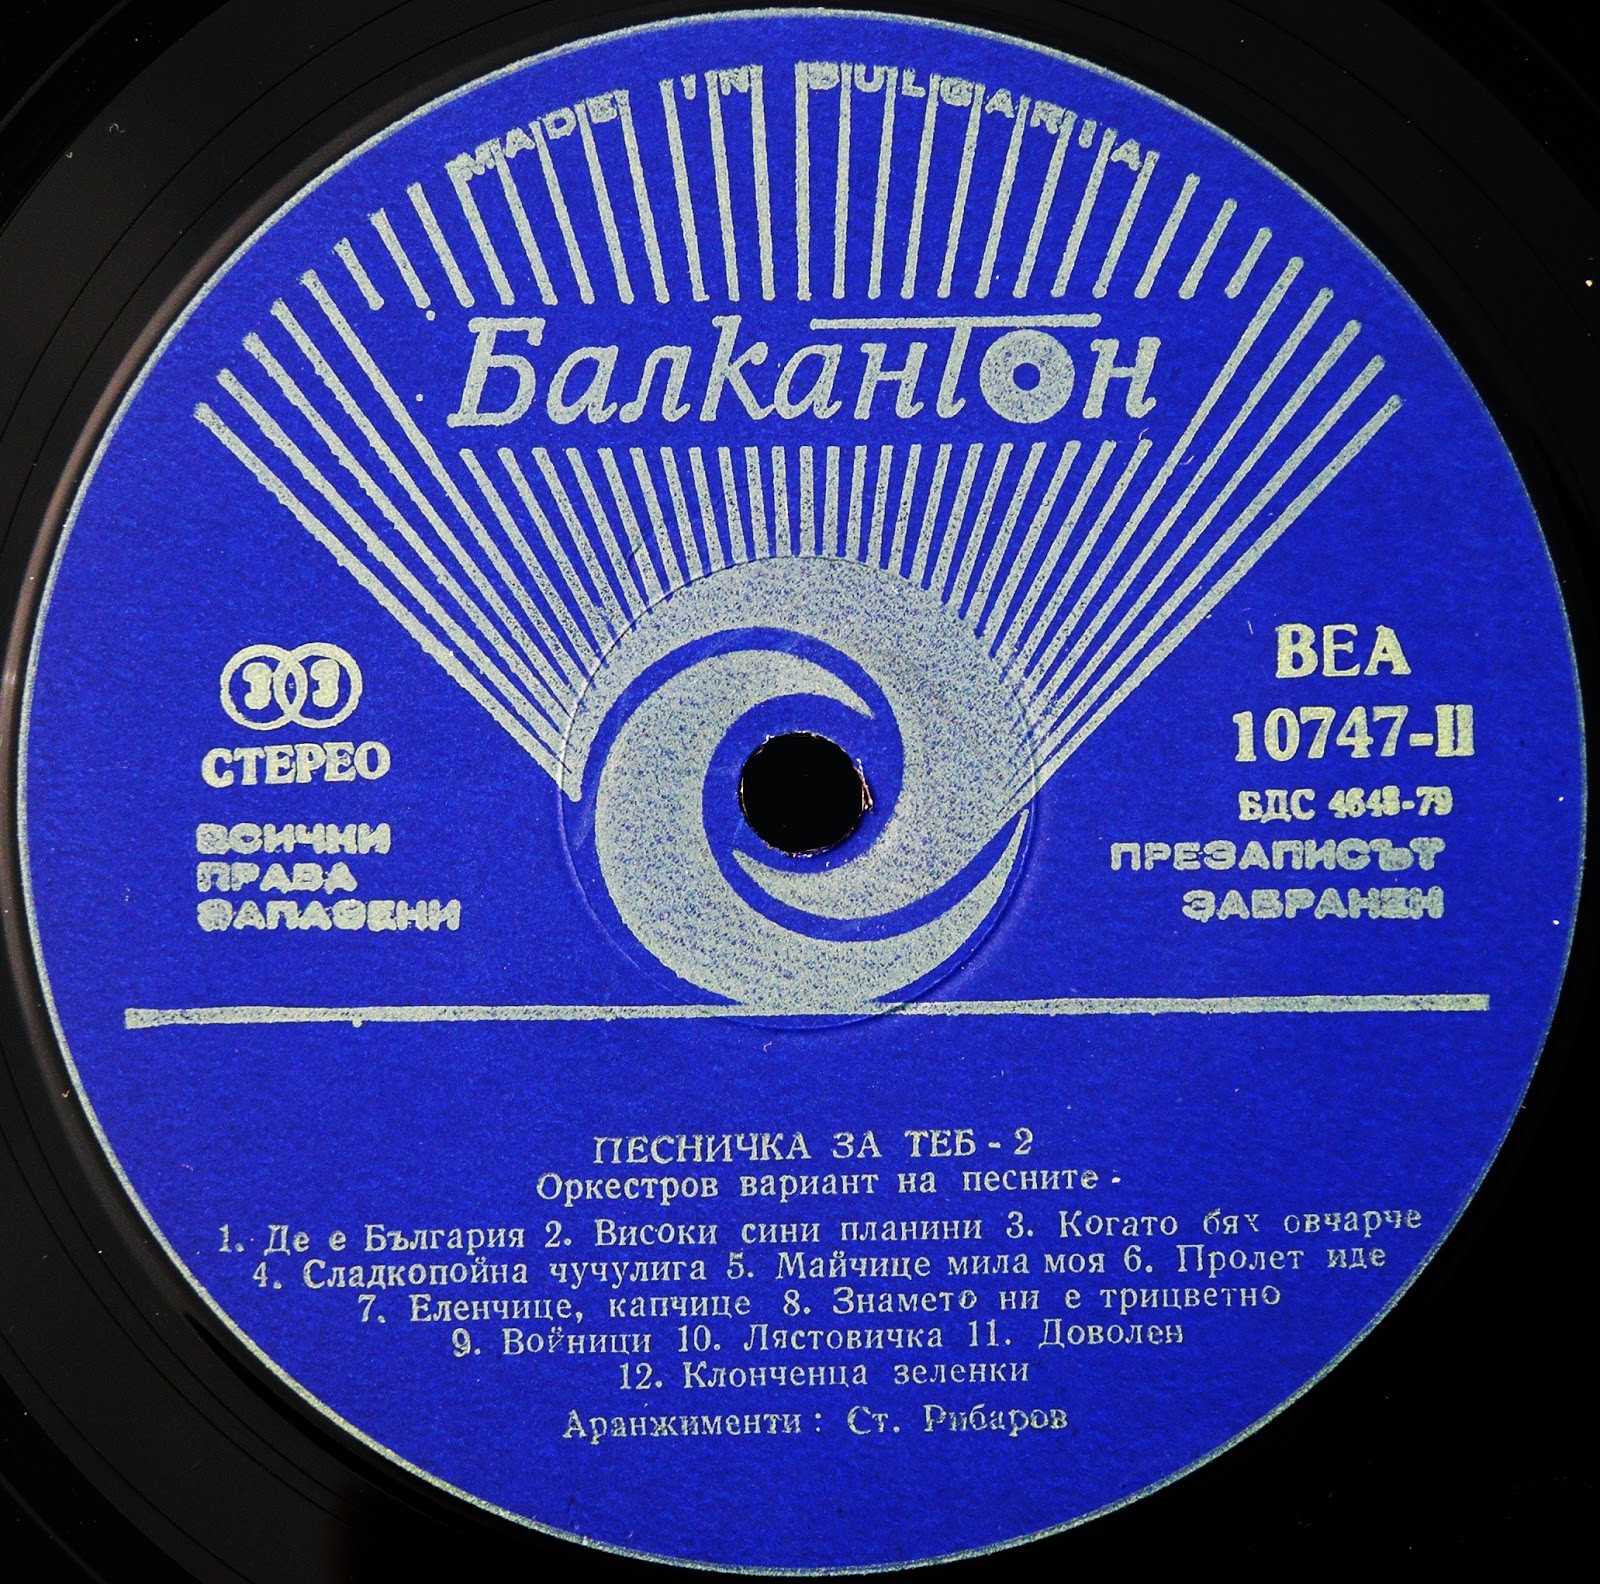 MADE IN BULGARIA
Балкантон
33
СТЕРЕО
ВСИЧКИ
ПРАВА
ЗАПАЗЕНИ
ВЕА
10747-II
БДС 4648-79
ПРЕЗАПИСЪТ
ЗАБРАНЕН
ПЕСНИЧКА ЗА ТЕБ - 2
Оркестров вариант на песните -
1. Де е България 2. Високи сини планини 3. Когато бях овчарче
4. Сладкопойна чучулига 5. Майчице мила моя 6. Пролет иде
7. Еленчице, капчице 8. Знамето ни е трицветно
9. Войници 10. Лястовичка 11. Доволен
12. Клонченца зеленки
Аранжименти: Ст. Рибаров